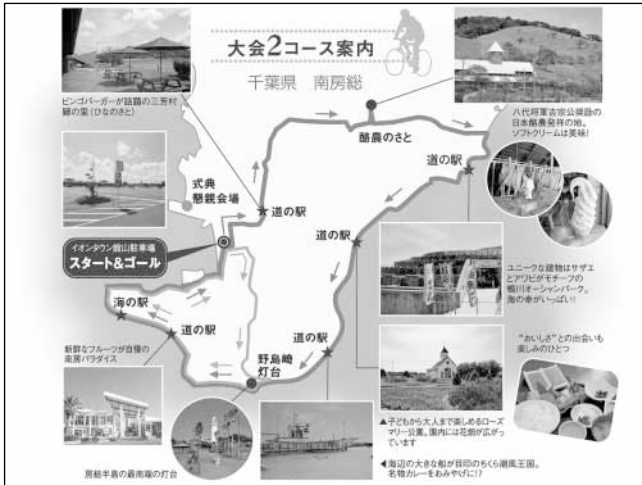 大会2コース案内
千葉県 南房総
ビンゴバーガーが話題の三芳村
鄙の里(ひなのさと)
八代将軍吉宗公奨励の
日本酪農発祥の地。
ソフトクリームは美味!
酪農のさと
道の駅
式典
懇親会場
道の駅
道の駅
イオンタウン館山駐車場
スタート&ゴール
ユニークな建物はサザエ
とアワビがモチーフの
鴨川オーシャンパーク。
海の幸がいっぱい!
海の駅
道の駅
新鮮なフルーツが自慢の
南房パラダイス
野島崎
灯台
道の駅
"おいしさ"との出会いも
楽しみのひとつ
▲子どもから大人まで楽しめるローズ
マリー公園。園内には花畑が広がっ
ています
◀海辺の大きな船が目印のちくら潮風王国。
名物カレーをおみやげに!?
房総半島の最南端の灯台